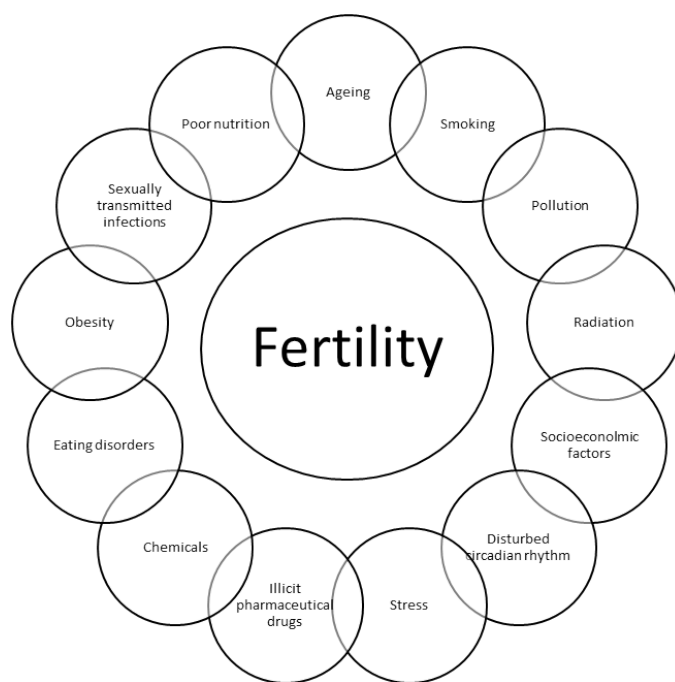 Ageing
Smoking
Pollution
Radiation
Socioeconolmic
factors
Disturbed
circadian rhythm
Stress
Illicit
pharmaceutical
drugs
Chemicals
Eating disorders
Obesity
Sexually
transmitted
infections
Poor nutrition
Fertility